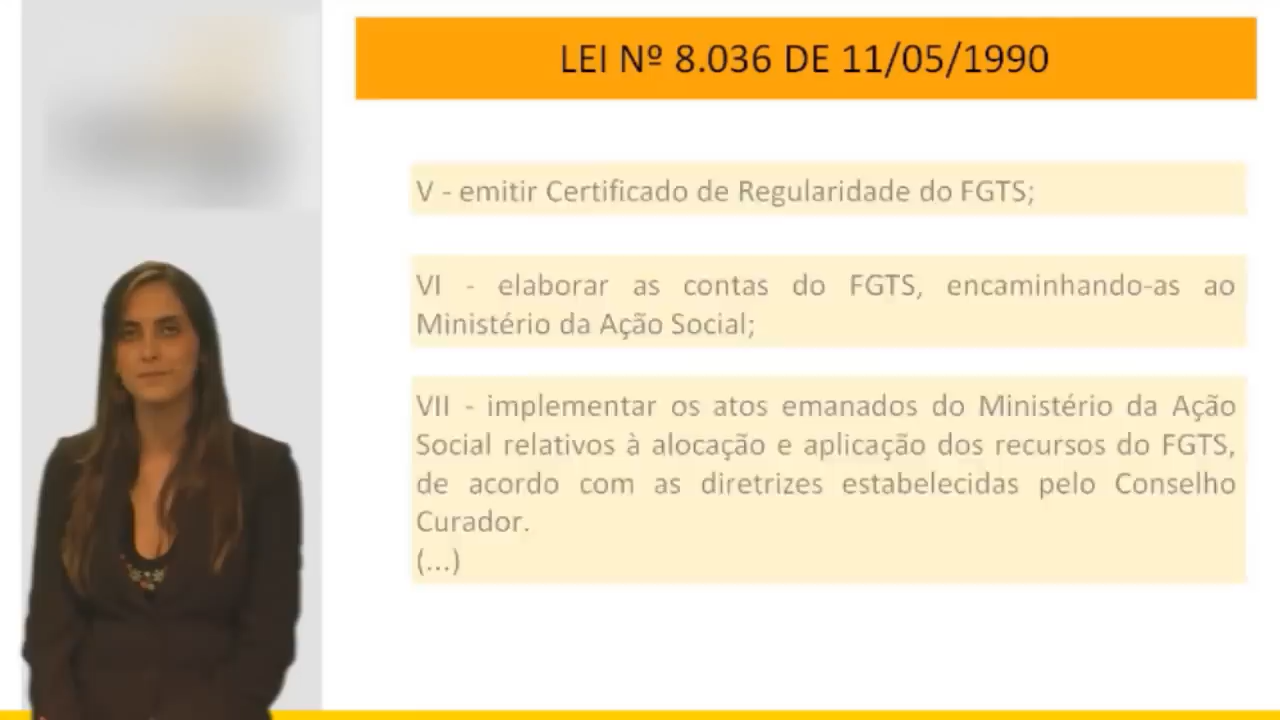 LEI Nº 8.036 DE 11/05/1990
V - emitir Certificado de Regularidade do FGTS;
VI - elaborar as contas do FGTS, encaminhando-as ao
Ministério da Ação Social;
VII - implementar os atos emanados do Ministério da Ação
Social relativos à alocação e aplicação dos recursos do FGTS,
de acordo com as diretrizes estabelecidas pelo Conselho
Curador.
(...)